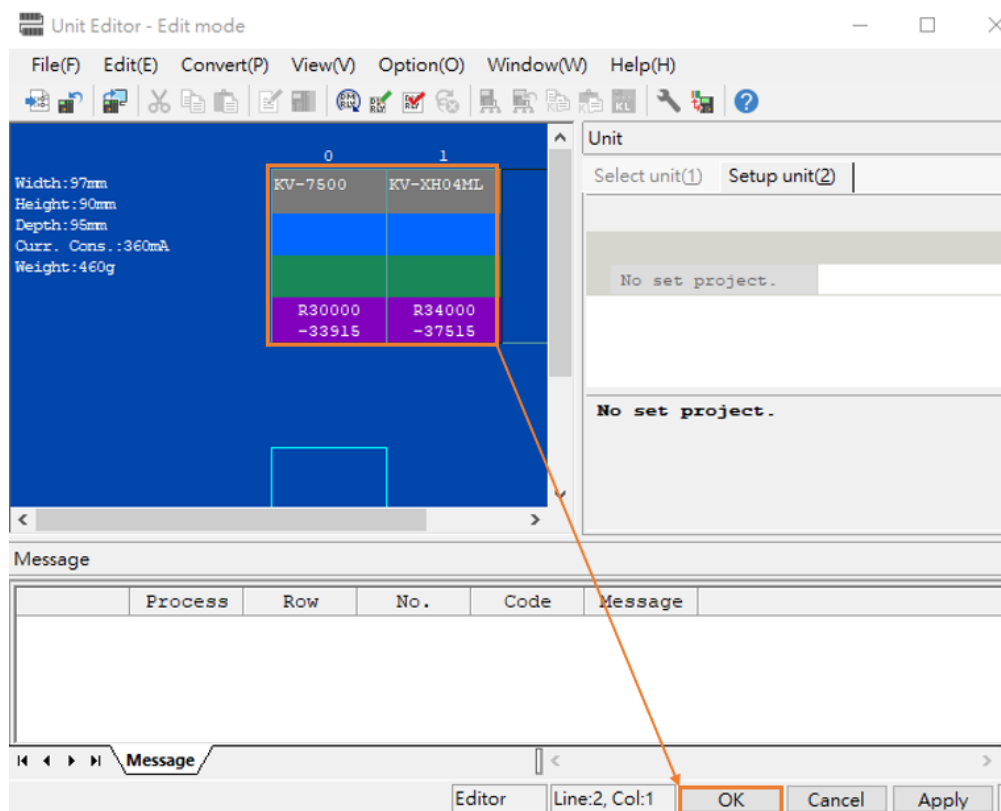 Unit Editor - Edit mode
File(F) Edit(E) Convert(P) View(V) Option(O) Window(W) Help(H)
Width:97mm
Height:90mm
Depth:95mm
Curr. Cons.:360mA
Weight:460g
0 1
KV-7500 KV-XH04ML
R30000 R34000
-33915 -37515
Unit
Select unit(1) Setup unit(2)
No set project.
No set project.
Message
Process Row No. Code Message
Message
Editor Line:2, Col:1 OK Cancel Apply